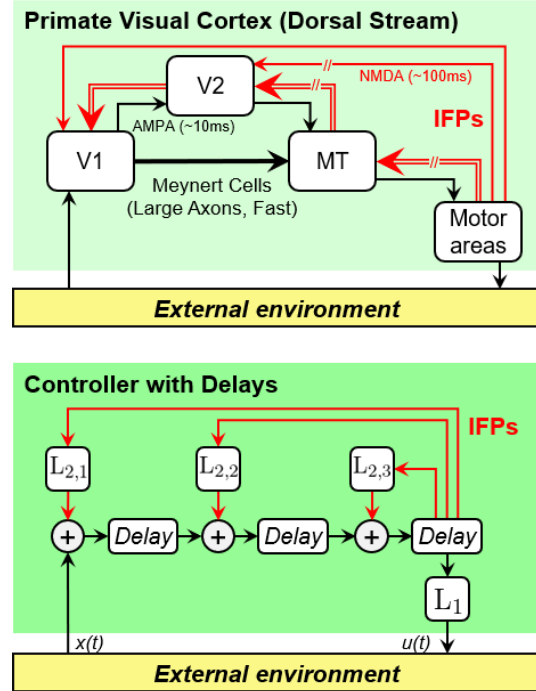 Primate Visual Cortex (Dorsal Stream)
V2
//
//
NMDA (~100ms)
IFPs
AMPA (~10ms)
V1
MT
//
Meynert Cells
(Large Axons, Fast)
Motor
areas
External environment
Controller with Delays
IFPs
L2,1
L2,2
L2,3
+
Delay
+
Delay
+
Delay
L1
x(t)
u(t)
External environment